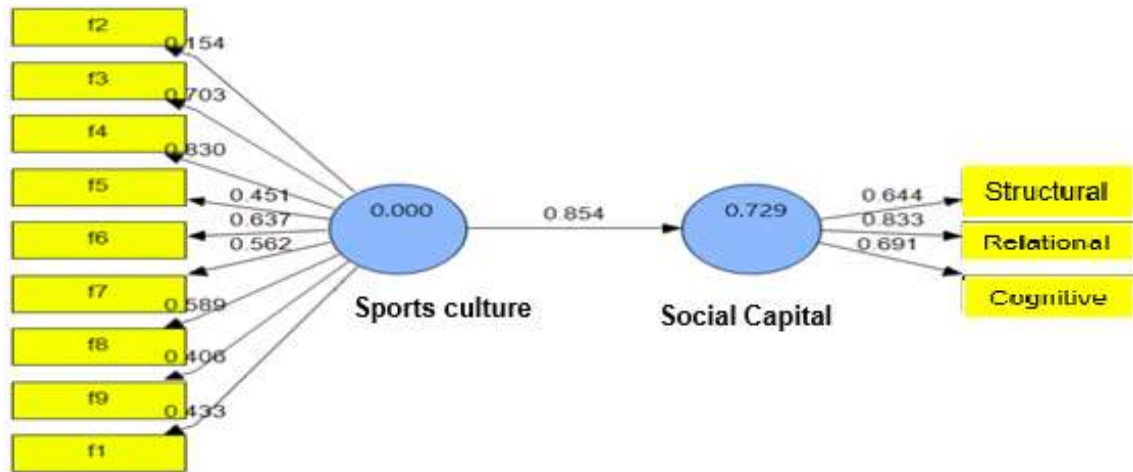 f2
0.154
f3
0.703
f4
0.830
f5
0.451
f6
0.637
0.562
f7
0.589
f8
0.406
f9
0.433
f1
0.000
Sports culture
0.854
0.729
Social Capital
0.644
0.833
0.691
Structural
Relational
Cognitive